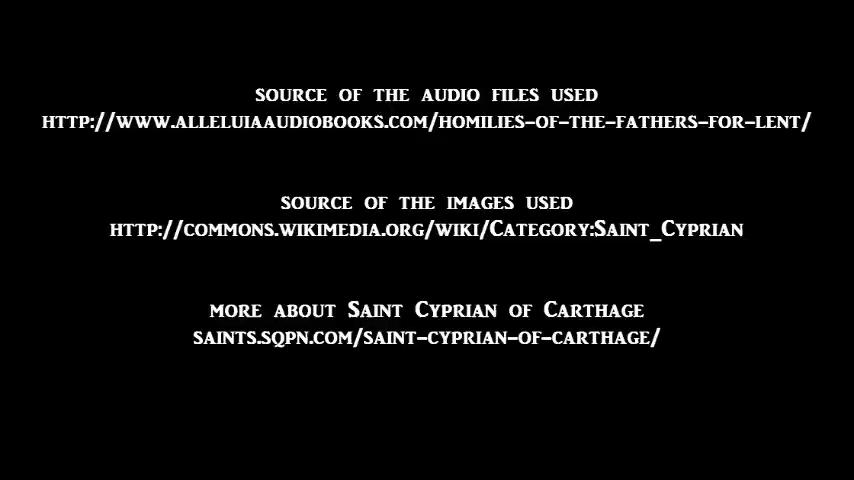 source of the audio files used
http://www.alleluiaaudiobooks.com/homilies-of-the-fathers-for-lent/
source of the images used
http://commons.wikimedia.org/wiki/Category:Saint_Cyprian
more about Saint Cyprian of Carthage
saints.sqpn.com/saint-cyprian-of-carthage/